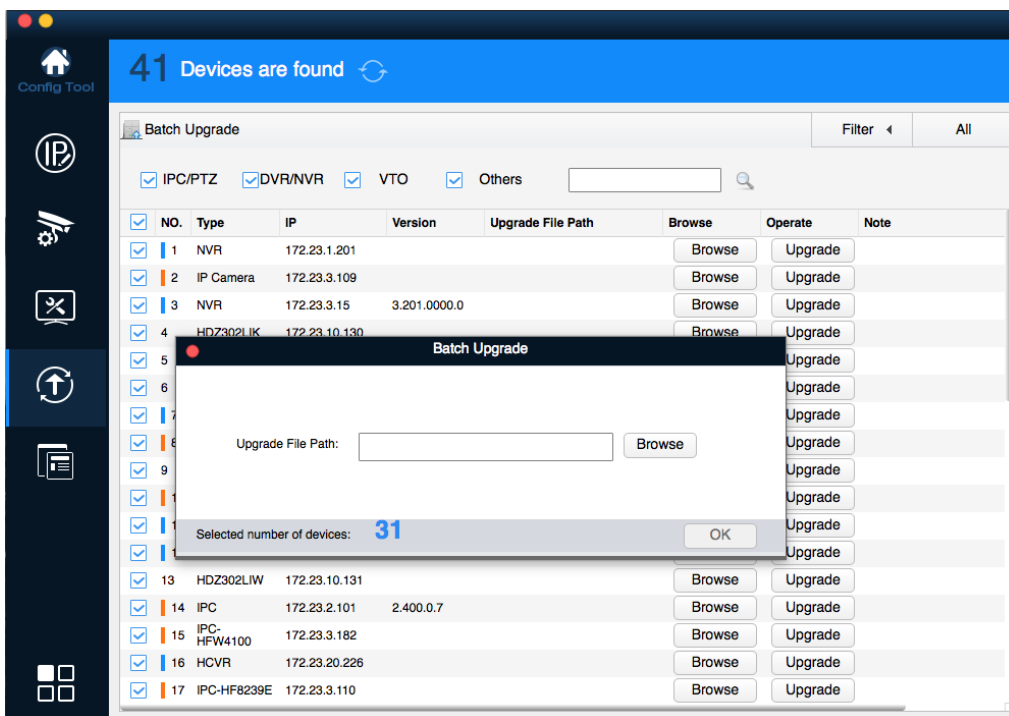 Config Tool
41 Devices are found
Batch Upgrade Filter All
IPC/PTZ DVR/NVR VTO Others
NO. Type IP Version Upgrade File Path Browse Operate Note
1 NVR 172.23.1.201 Browse Upgrade
2 IP Camera 172.23.3.109 Browse Upgrade
3 NVR 172.23.3.15 3.201.0000.0 Browse Upgrade
4 HDZ302LIK 172.23.10.130 Browse Upgrade
Batch Upgrade
5 Upgrade
6 Upgrade
7 Upgrade
8 Upgrade
Upgrade File Path: Browse
9 Upgrade
Upgrade
Upgrade
Selected number of devices: 31 OK
Upgrade
13 HDZ302LIW 172.23.10.131 Browse Upgrade
14 IPC 172.23.2.101 2.400.0.7 Browse Upgrade
15 IPC-
HFW4100 172.23.3.182 Browse Upgrade
16 HCVR 172.23.20.226 Browse Upgrade
17 IPC-HF8239E 172.23.3.110 Browse Upgrade